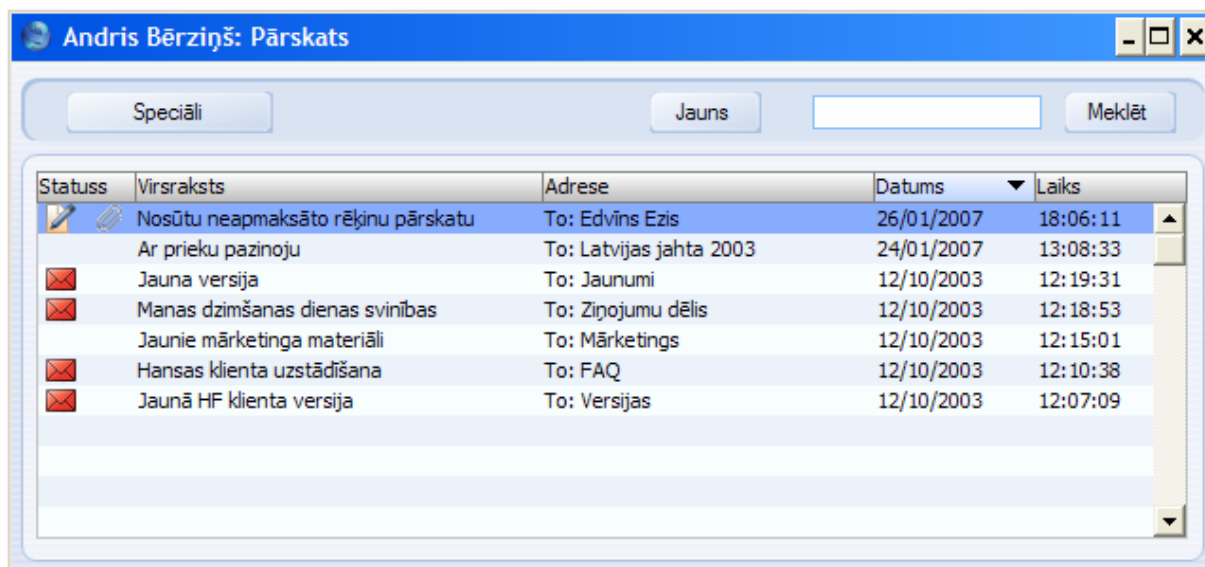 Andris Bērziņš: Pārskats
Speciāli Jauns Meklēt
Statuss Virsraksts Adrese Datums Laiks
Nosūtu neapmaksāto rēķinu pārskatu To: Edvīns Ezis 26/01/2007 18:06:11
Ar prieku pazinoju To: Latvijas jahta 2003 24/01/2007 13:08:33
Jauna versija To: Jaunumi 12/10/2003 12:19:31
Manas dzimšanas dienas svinības To: Ziņojumu dēlis 12/10/2003 12:18:53
Jaunie mārketinga materiāli To: Mārketings 12/10/2003 12:15:01
Hansas klienta uzstādīšana To: FAQ 12/10/2003 12:10:38
Jaunā HF klienta versija To: Versijas 12/10/2003 12:07:09